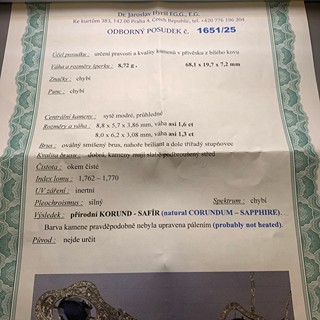 Dr. Jaroslav Hyršl EGG., E.G.
Ke kurtům 383, 142 00 Praha 4, Czech Republic, tel. +420 776 196 204
ODBORNÝ POSUDEK č. 1651/25
Účel posudku : určení pravosti a kvality kamenů v přívěsku z bílého kovu
Váha a rozměry šperku : 8,72 g, 68,1 x 19,7 x 7,2 mm
Značky : chybí
Punc : chybí
Centrální kameny : sytě modré, průhledné
Rozměry a váha : 8,8 x 5,7 x 3,86 mm, váha asi 1,6 ct
8,0 x 6,2 x 3,08 mm, váha asi 1,3 ct
Brus : oválný smíšený brus, nahoře briliant a dole třířady stupňovec
Kvalita brusu : dobrá, kameny mají slabě podbroušený střed
Čistota : okem čisté
Index lomu : 1,762 – 1,770
UV záření : inertní
Pleochroismus : silný Spektrum : chybí
Výsledek : přírodní KORUND - SAFÍR (natural CORUNDUM – SAPPHIRE).
Barva kamene pravděpodobně nebyla upravena pálením (probably not heated).
Původ : nejde určit